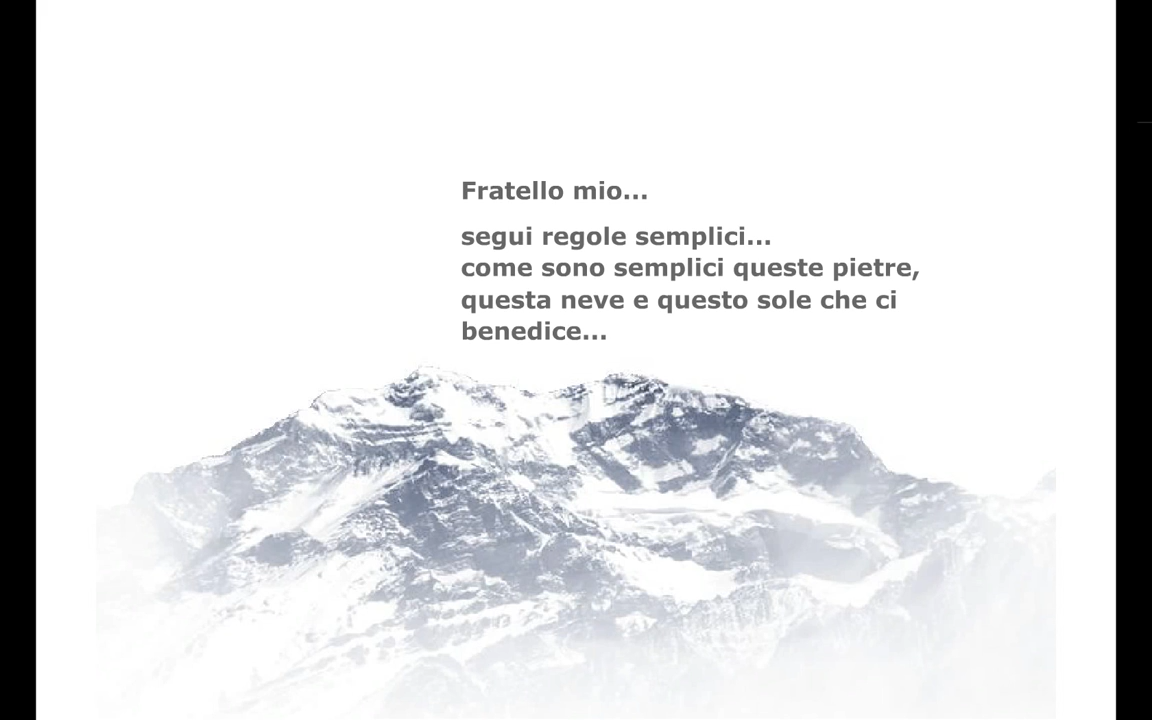 Fratello mio...
segui regole semplici...
come sono semplici queste pietre,
questa neve e questo sole che ci
benedice...